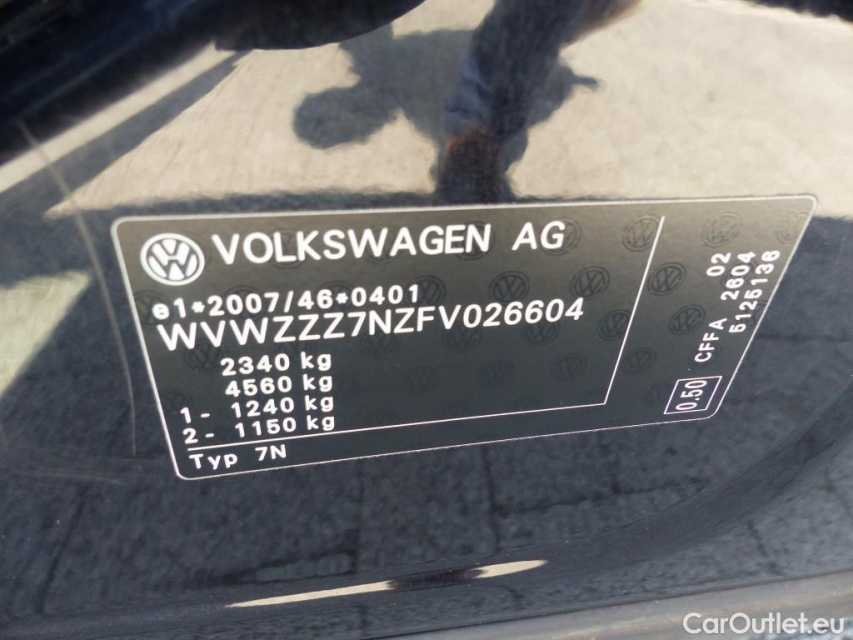 VOLKSWAGEN AG
e1*2007/46*0401
WVWZZZ7NZFV026604
2340 kg
4560 kg
1- 1240 kg
2- 1150 kg
Typ 7N
02
CFFA 2604
5125136
0.50
CarOutlet.eu